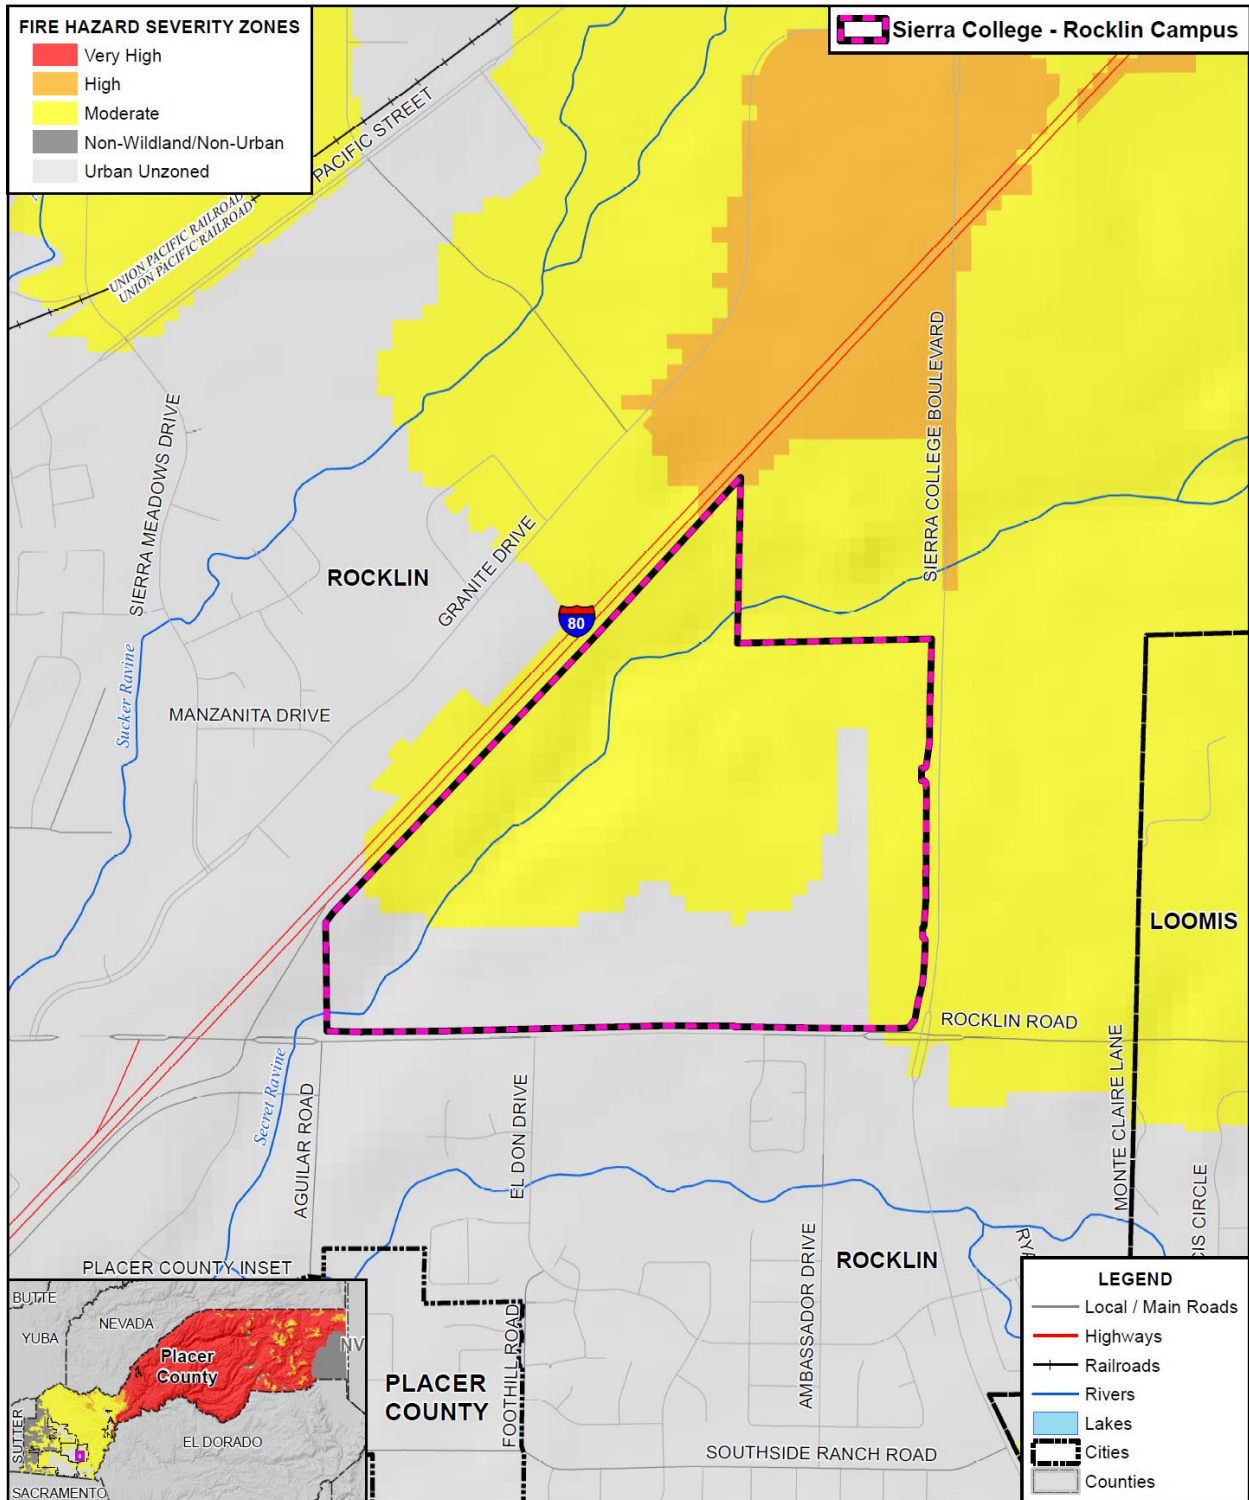 FIRE HAZARD SEVERITY ZONES
Very High
High
Moderate
Non-Wildland/Non-Urban
Urban Unzoned
Sierra College - Rocklin Campus
PACIFIC STREET
UNION PACIFIC RAILROAD
UNION PACIFIC RAILROAD
SIERRA MEADOWS DRIVE
SIERRA COLLEGE BOULEVARD
ROCKLIN
GRANITE DRIVE
80
Sucker Ravine
MANZANITA DRIVE
LOOMIS
ROCKLIN ROAD
Secret Ravine
AGUILAR ROAD
EL DON DRIVE
MONTE CLAIRE LANE
CIS CIRCLE
AMBASSADOR DRIVE
ROCKLIN
FOOTHILL ROAD
PLACER
COUNTY
SOUTHSIDE RANCH ROAD
PLACER COUNTY INSET
BUTTE
YUBA
NEVADA
NV
Placer
County
SUTTER
EL DORADO
SACRAMENTO
LEGEND
Local / Main Roads
Highways
Railroads
Rivers
Lakes
Cities
Counties